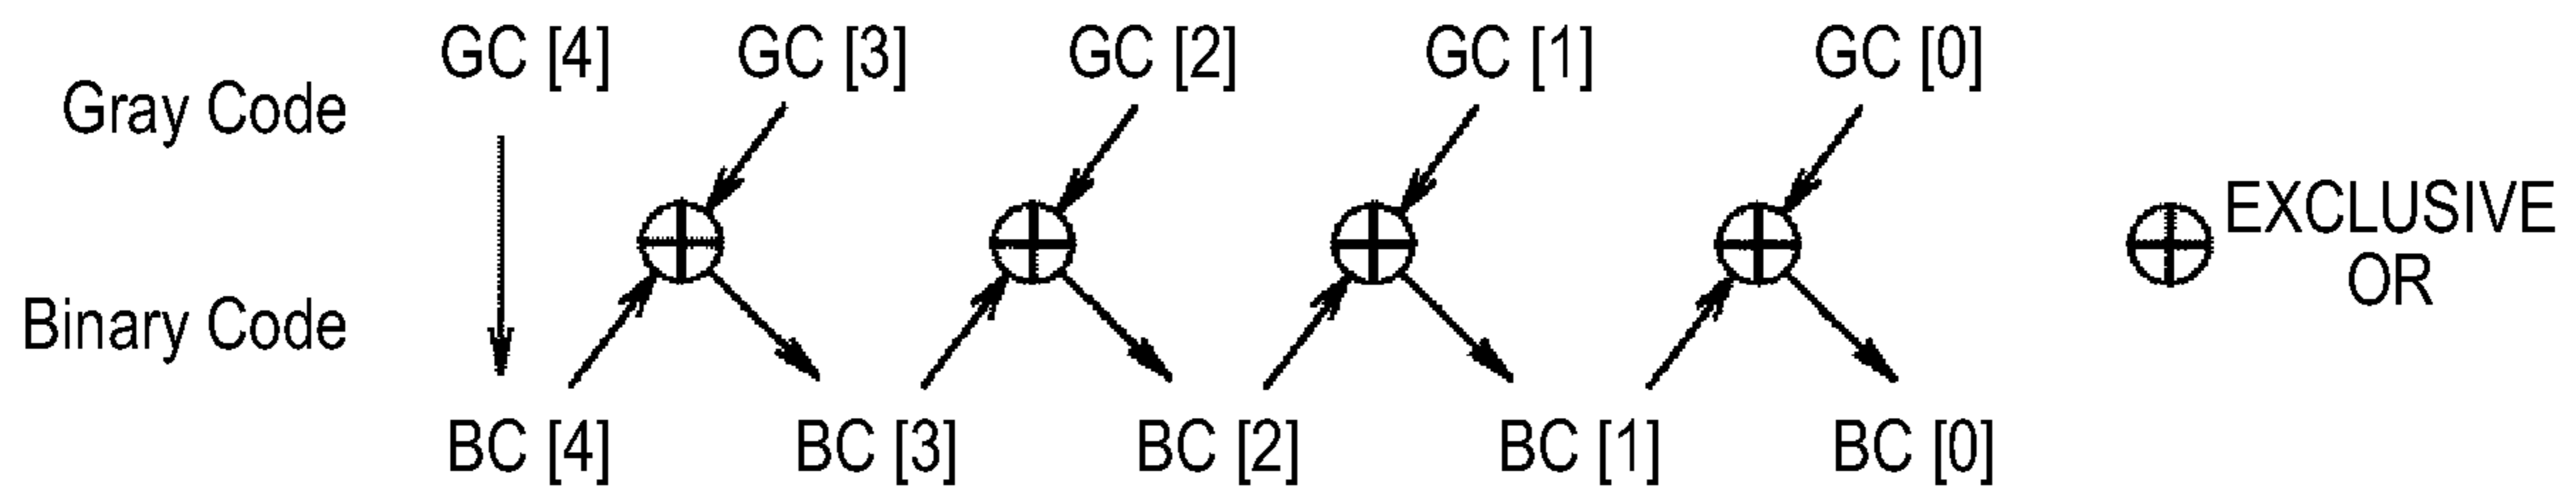 GC [4] GC [3] GC [2] GC [1] GC [0]
Gray Code
EXCLUSIVE
OR
Binary Code
BC [4] BC [3] BC [2] BC [1] BC [0]